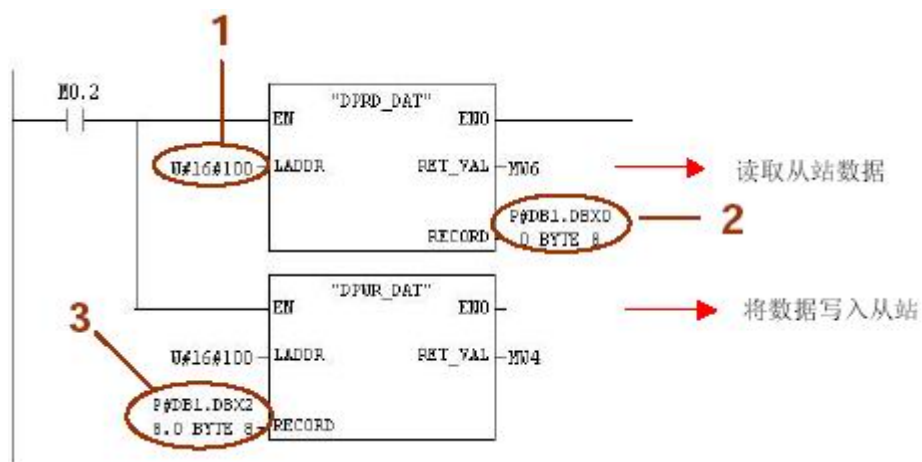 1
M0.2
"DPRD_DAT"
EN
ENO
W#16#100
LADDR
RET_VAL
MW6
读取从站数据
P#DB1.DBX0
.0 BYTE 8
2
RECORD
"DPWR_DAT"
EN
ENO
将数据写入从站
3
W#16#100
LADDR
RET_VAL
MW4
P#DB1.DBX2
8.0 BYTE 8
RECORD